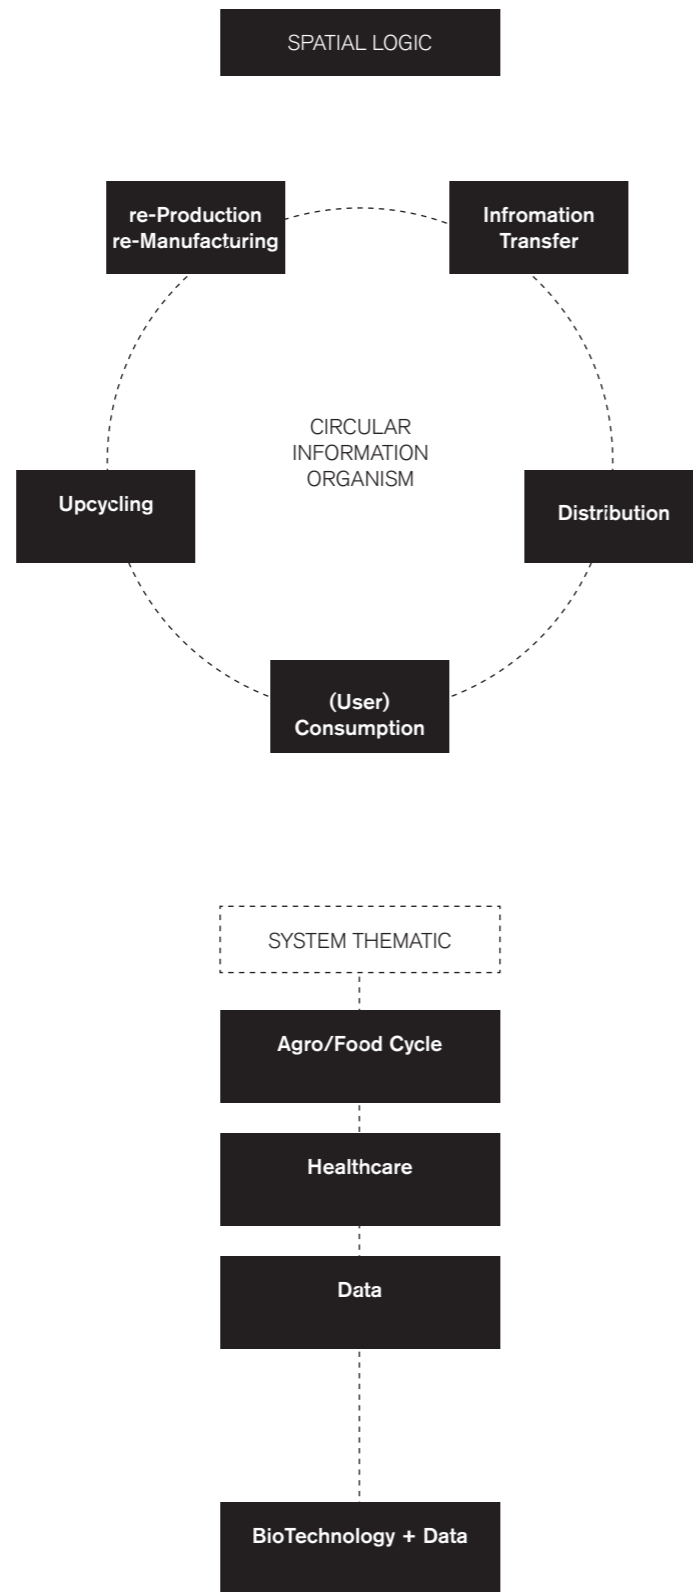 SPATIAL LOGIC
re-Production
re-Manufacturing
Infromation
Transfer
CIRCULAR
INFORMATION
ORGANISM
Upcycling
Distribution
(User)
Consumption
SYSTEM THEMATIC
Agro/Food Cycle
Healthcare
Data
BioTechnology + Data